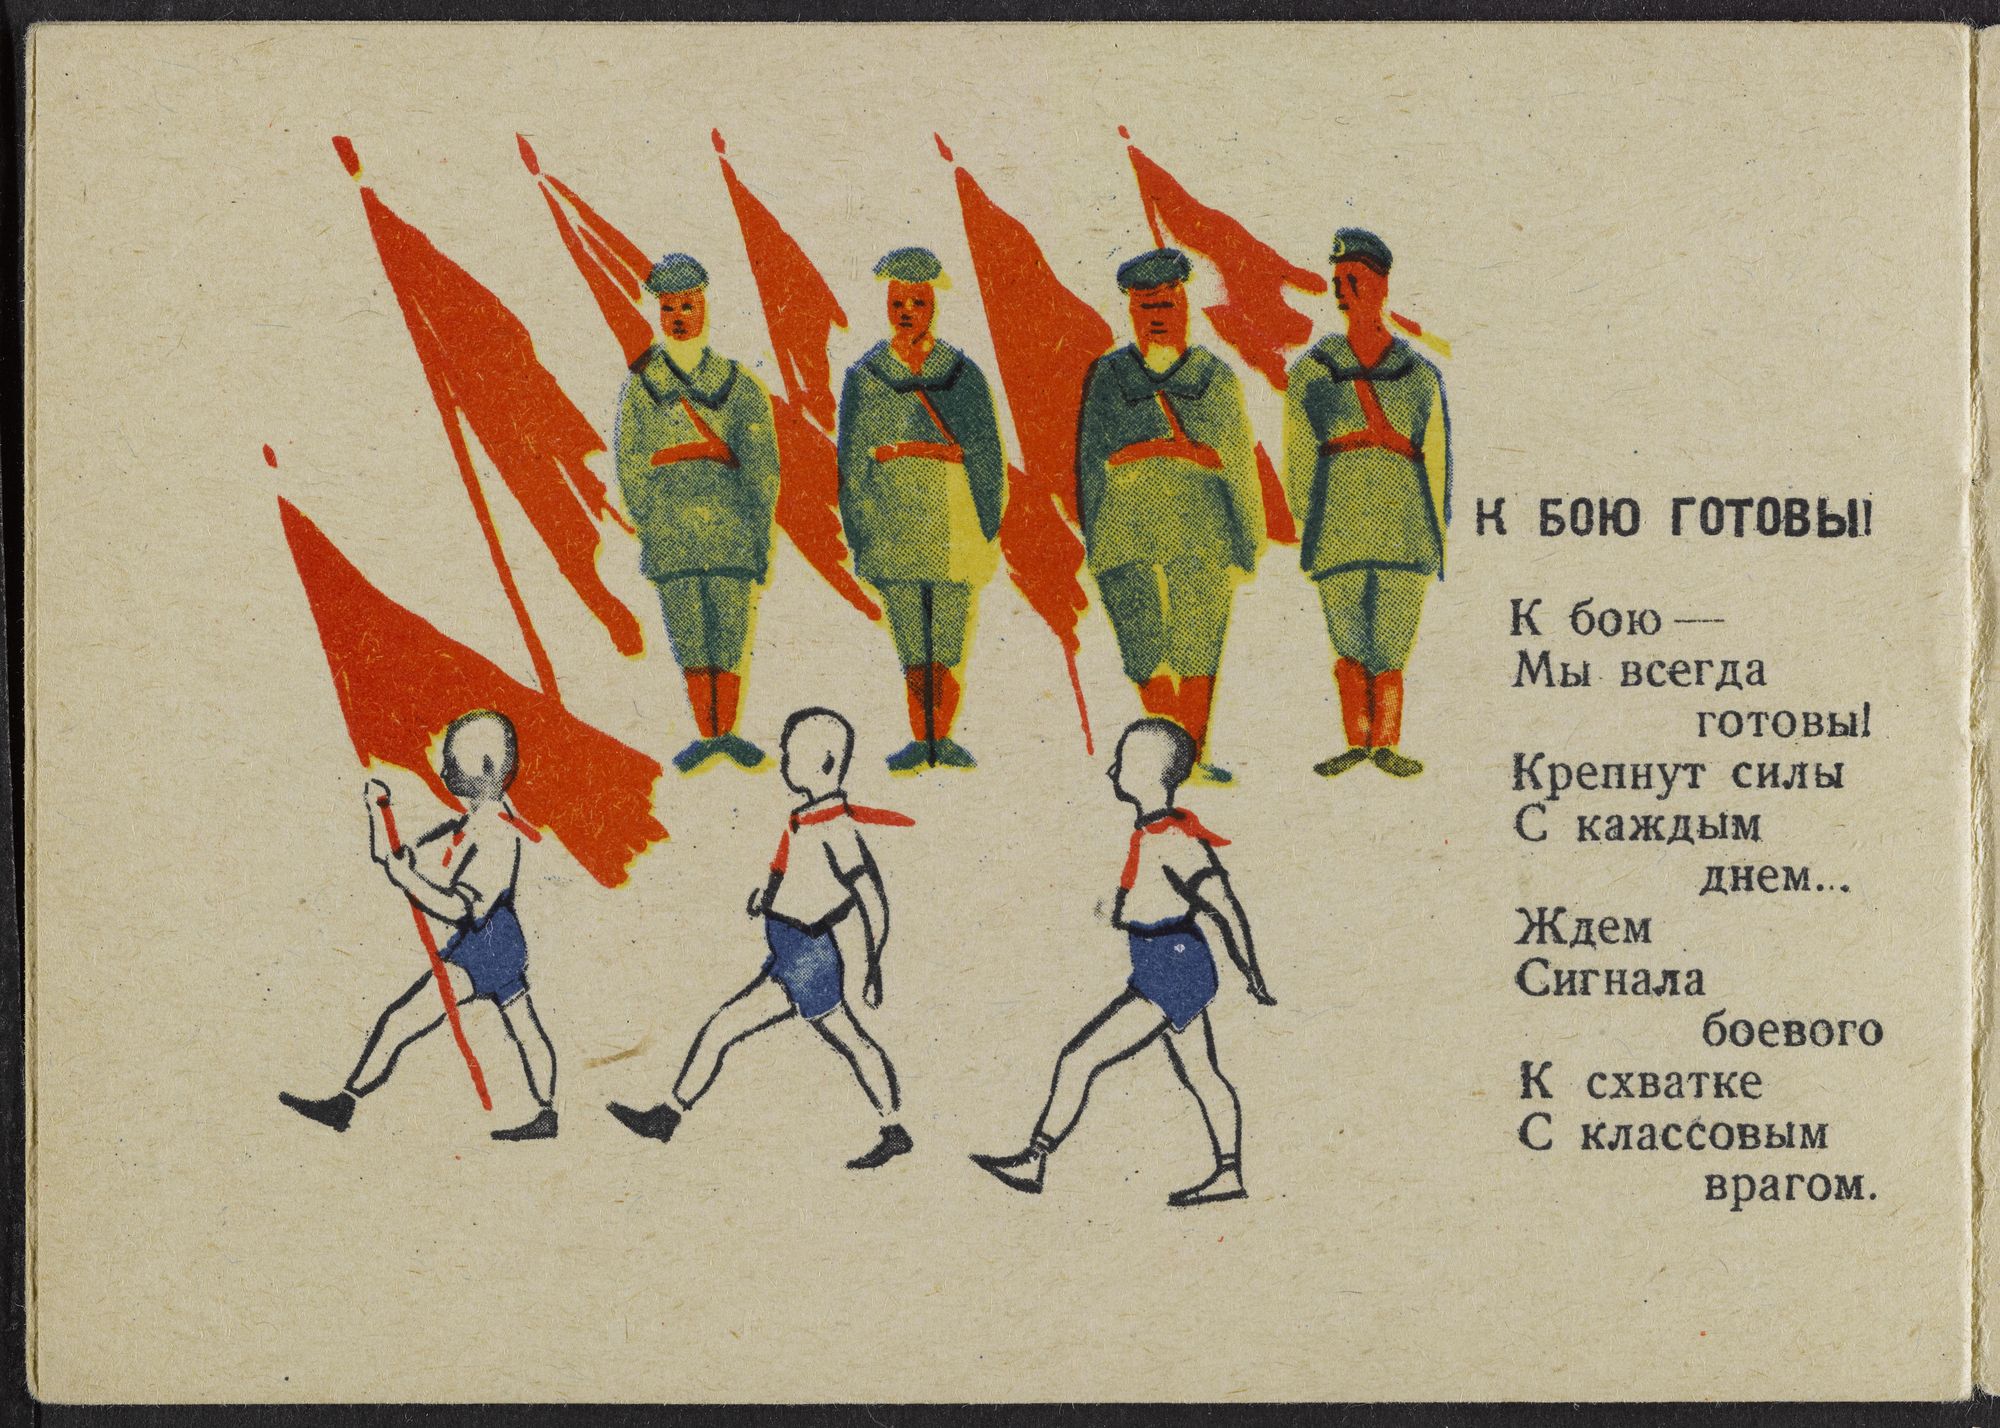 К БОЮ ГОТОВЫ!
К бою —
Мы всегда
готовы!
Крепнут силы
С каждым
днем...
Ждем
Сигнала
боевого
К схватке
С классовым
врагом.